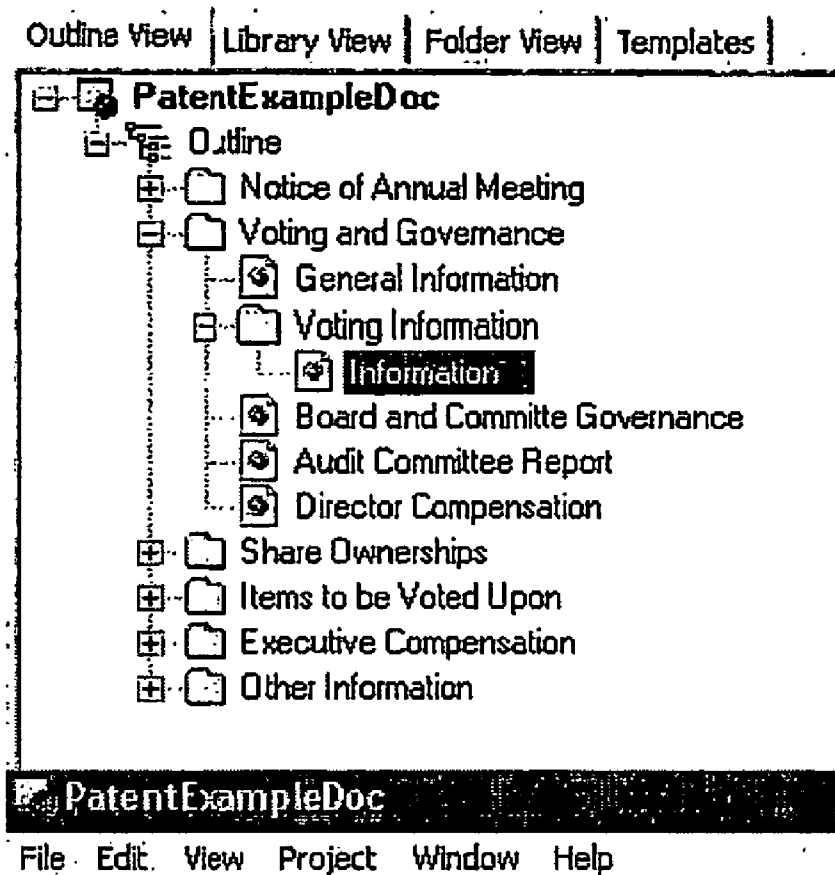 Outline View Library View Folder View Templates
PatentExampleDoc
Outline
Notice of Annual Meeting
Voting and Governance
General Information
Voting Information
Information
Board and Committe Governance
Audit Committee Report
Director Compensation
Share Ownerships
Items to be Voted Upon
Executive Compensation
Other Information
PatentExampleDoc
File Edit View Project Window Help